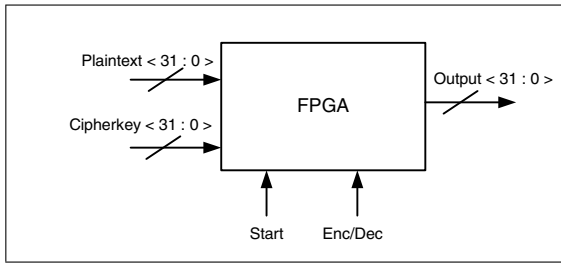 Plaintext < 31 : 0 >
Output < 31 : 0 >
FPGA
Cipherkey < 31 : 0 >
Start
Enc/Dec